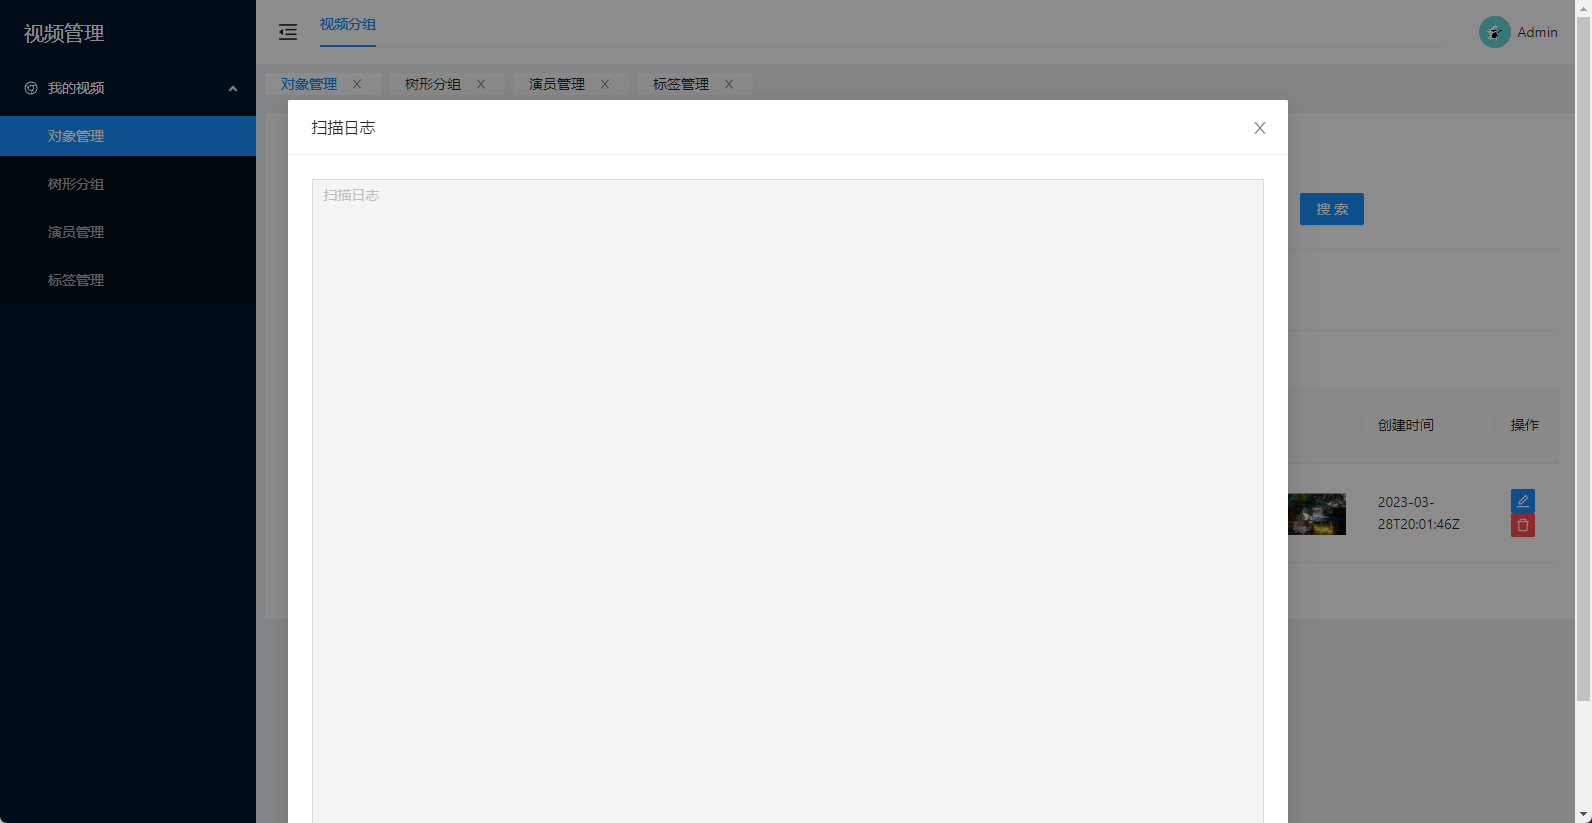 视频管理
我的视频
对象管理
树形分组
演员管理
标签管理
视频分组
Admin
对象管理
树形分组
演员管理
标签管理
扫描日志
扫描日志
搜 索
创建时间
操作
2023-03-
28T20:01:46Z